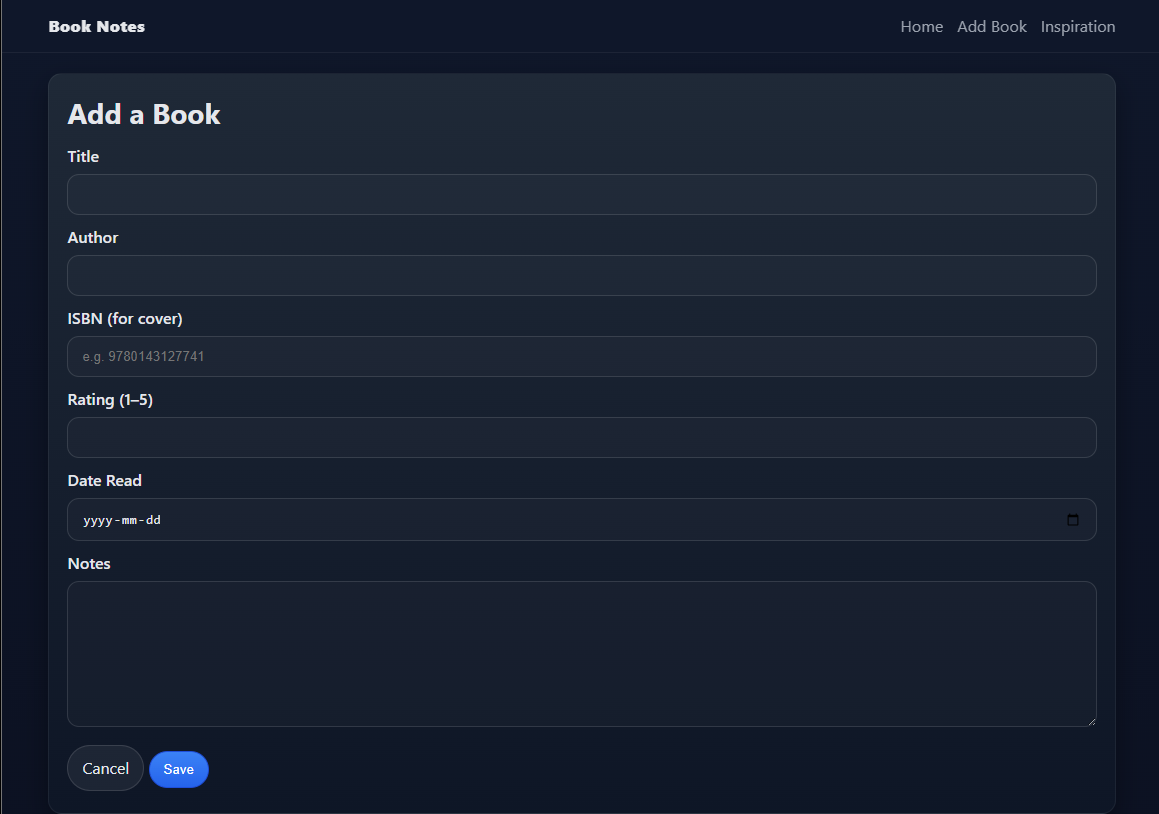 Book Notes
Home Add Book Inspiration
Add a Book
Title
Author
ISBN (for cover)
e.g. 9780143127741
Rating (1–5)
Date Read
yyyy-mm-dd
Notes
Cancel Save